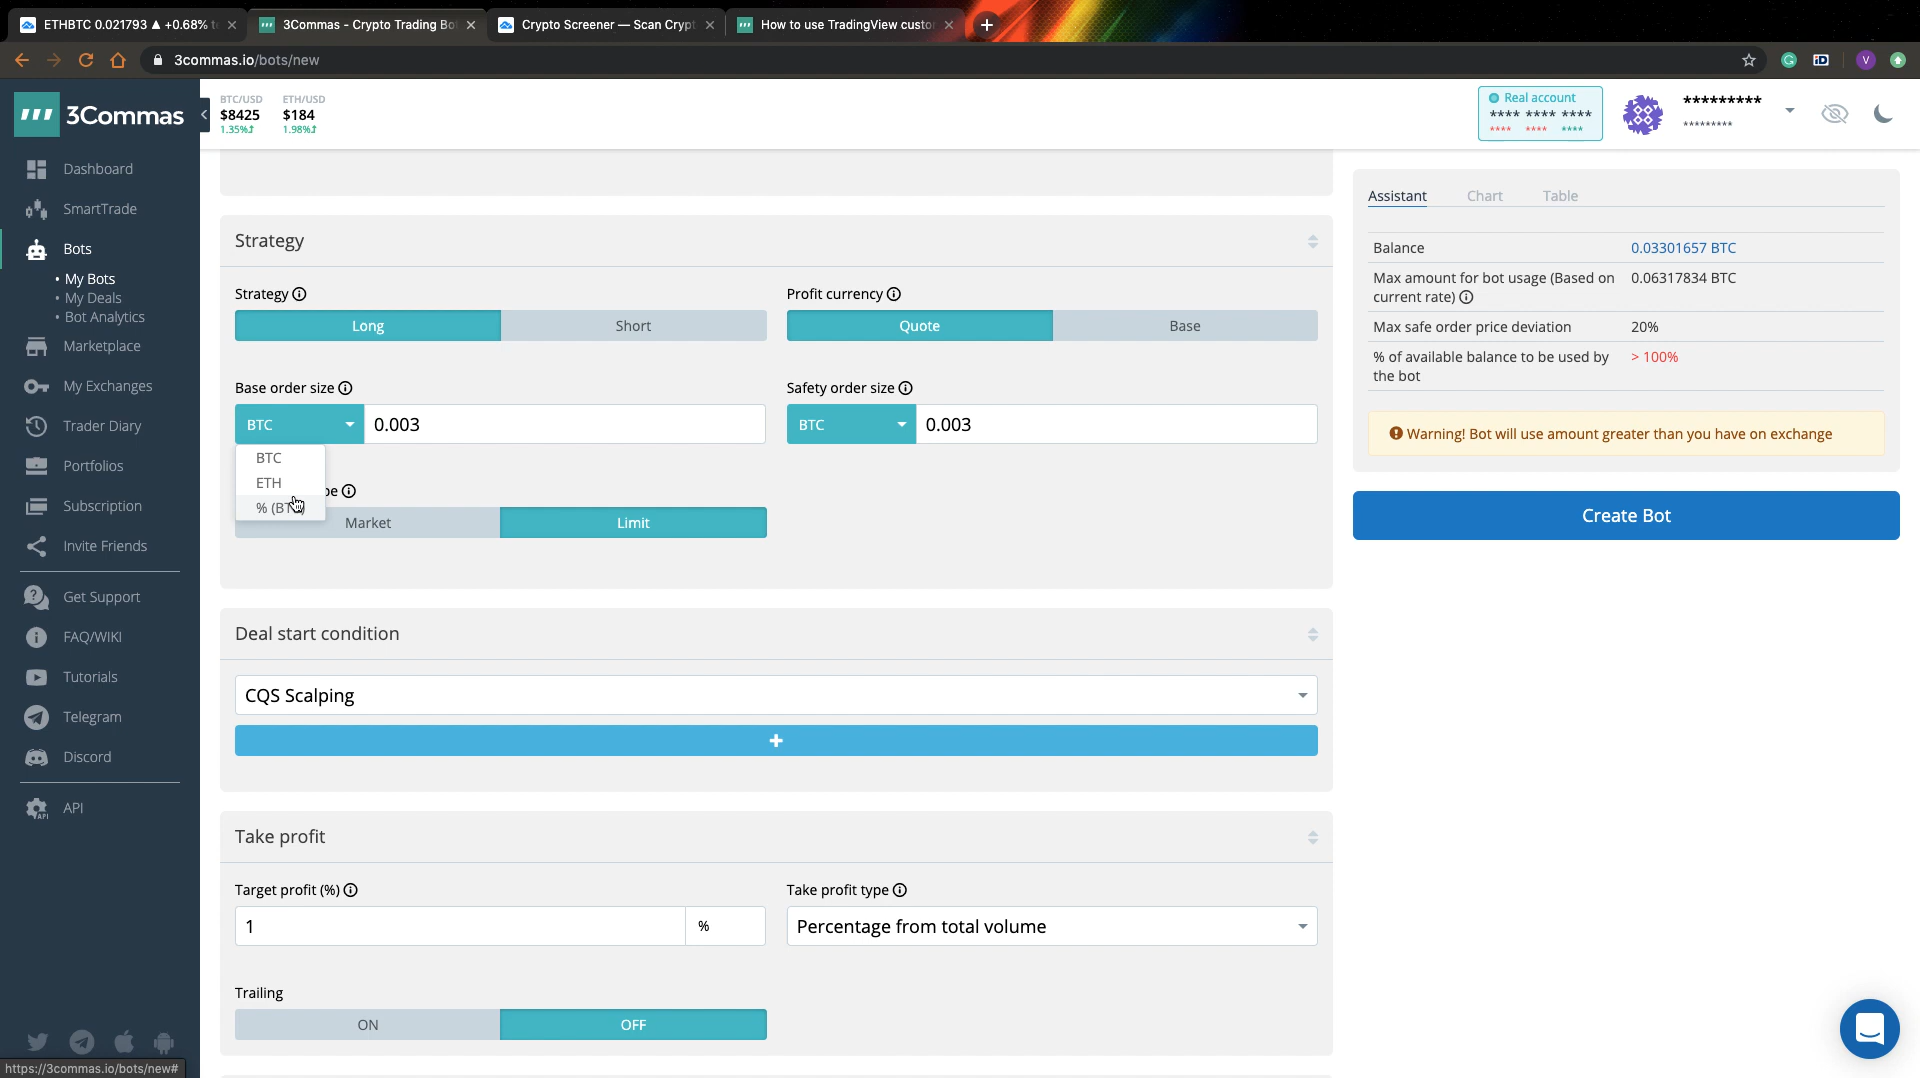 ETHBTC 0.021793 ▲ +0.68%
3Commas - Crypto Trading Bo
Crypto Screener — Scan Crypt
How to use TradingView custo
3commas.io/bots/new
3Commas
BTC/USD
$8425
1.35%
ETH/USD
$184
1.98%
Real account
**** **** ****
**** **** ****
*********
*********
Dashboard
SmartTrade
Bots
• My Bots
• My Deals
• Bot Analytics
Marketplace
My Exchanges
Trader Diary
Portfolios
Subscription
Invite Friends
Get Support
FAQ/WIKI
Tutorials
Telegram
Discord
API
API
https://3commas.io/bots/new#
Strategy
Strategy
Long
Short
Profit currency
Quote
Base
Base order size
BTC
0.003
BTC
ETH
% (BT
Safety order size
BTC
0.003
Market
Limit
Deal start condition
CQS Scalping
+
Take profit
Target profit (%)
1
%
Take profit type
Percentage from total volume
Trailing
ON
OFF
Assistant
Chart
Table
Balance
0.03301657 BTC
Max amount for bot usage (Based on
current rate)
0.06317834 BTC
Max safe order price deviation
20%
% of available balance to be used by
the bot
> 100%
Warning! Bot will use amount greater than you have on exchange
Create Bot